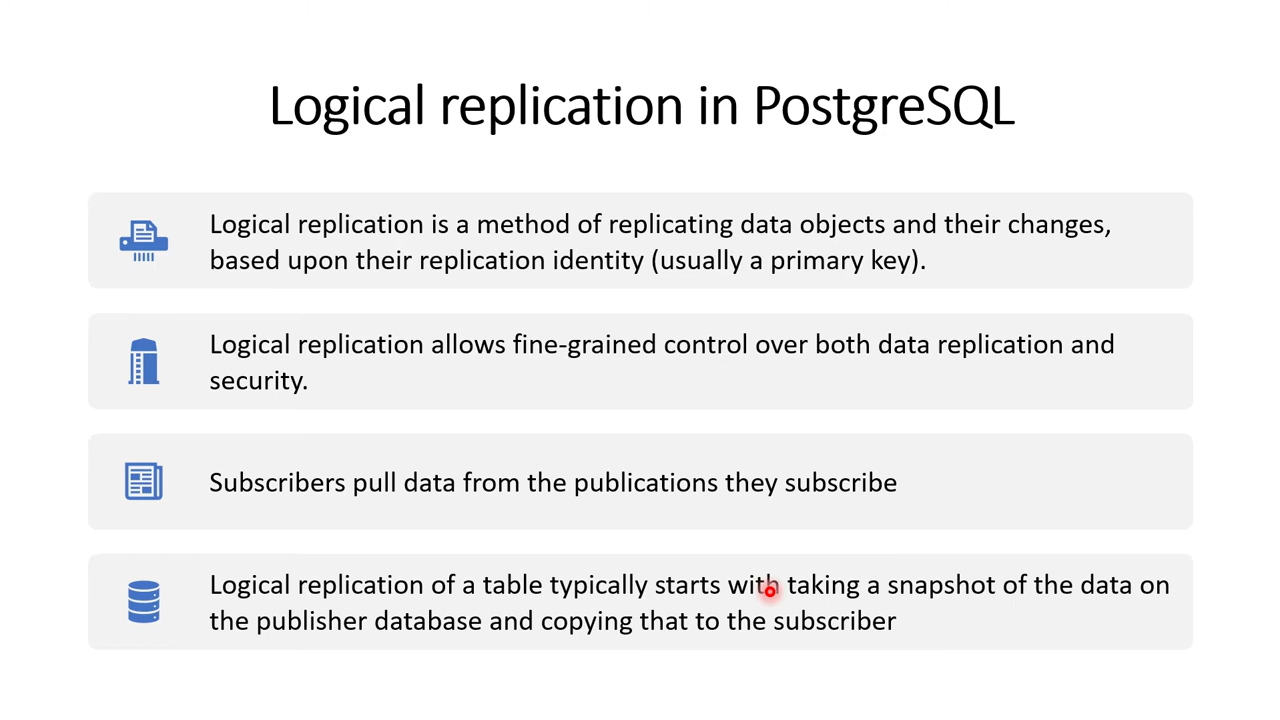 Logical replication in PostgreSQL
Logical replication is a method of replicating data objects and their changes,
based upon their replication identity (usually a primary key).
Logical replication allows fine-grained control over both data replication and
security.
Subscribers pull data from the publications they subscribe
Logical replication of a table typically starts with taking a snapshot of the data on
the publisher database and copying that to the subscriber